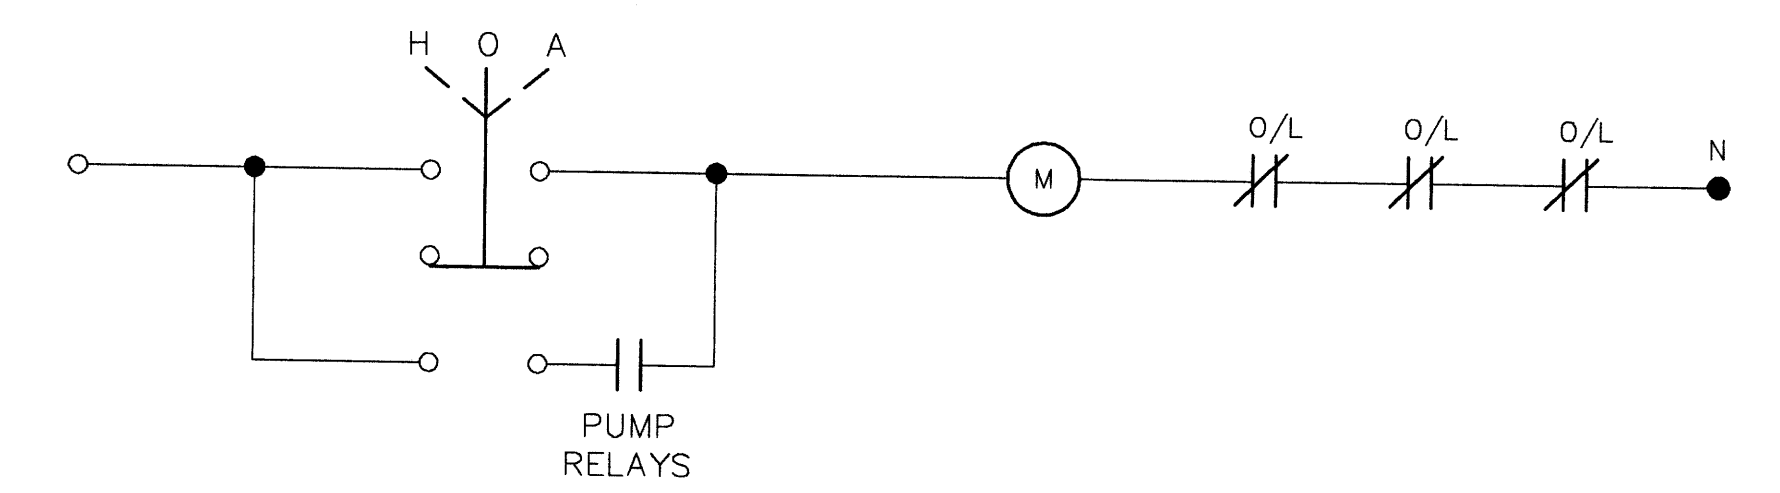 H O A
O/L O/L O/L N
M
PUMP
RELAYS